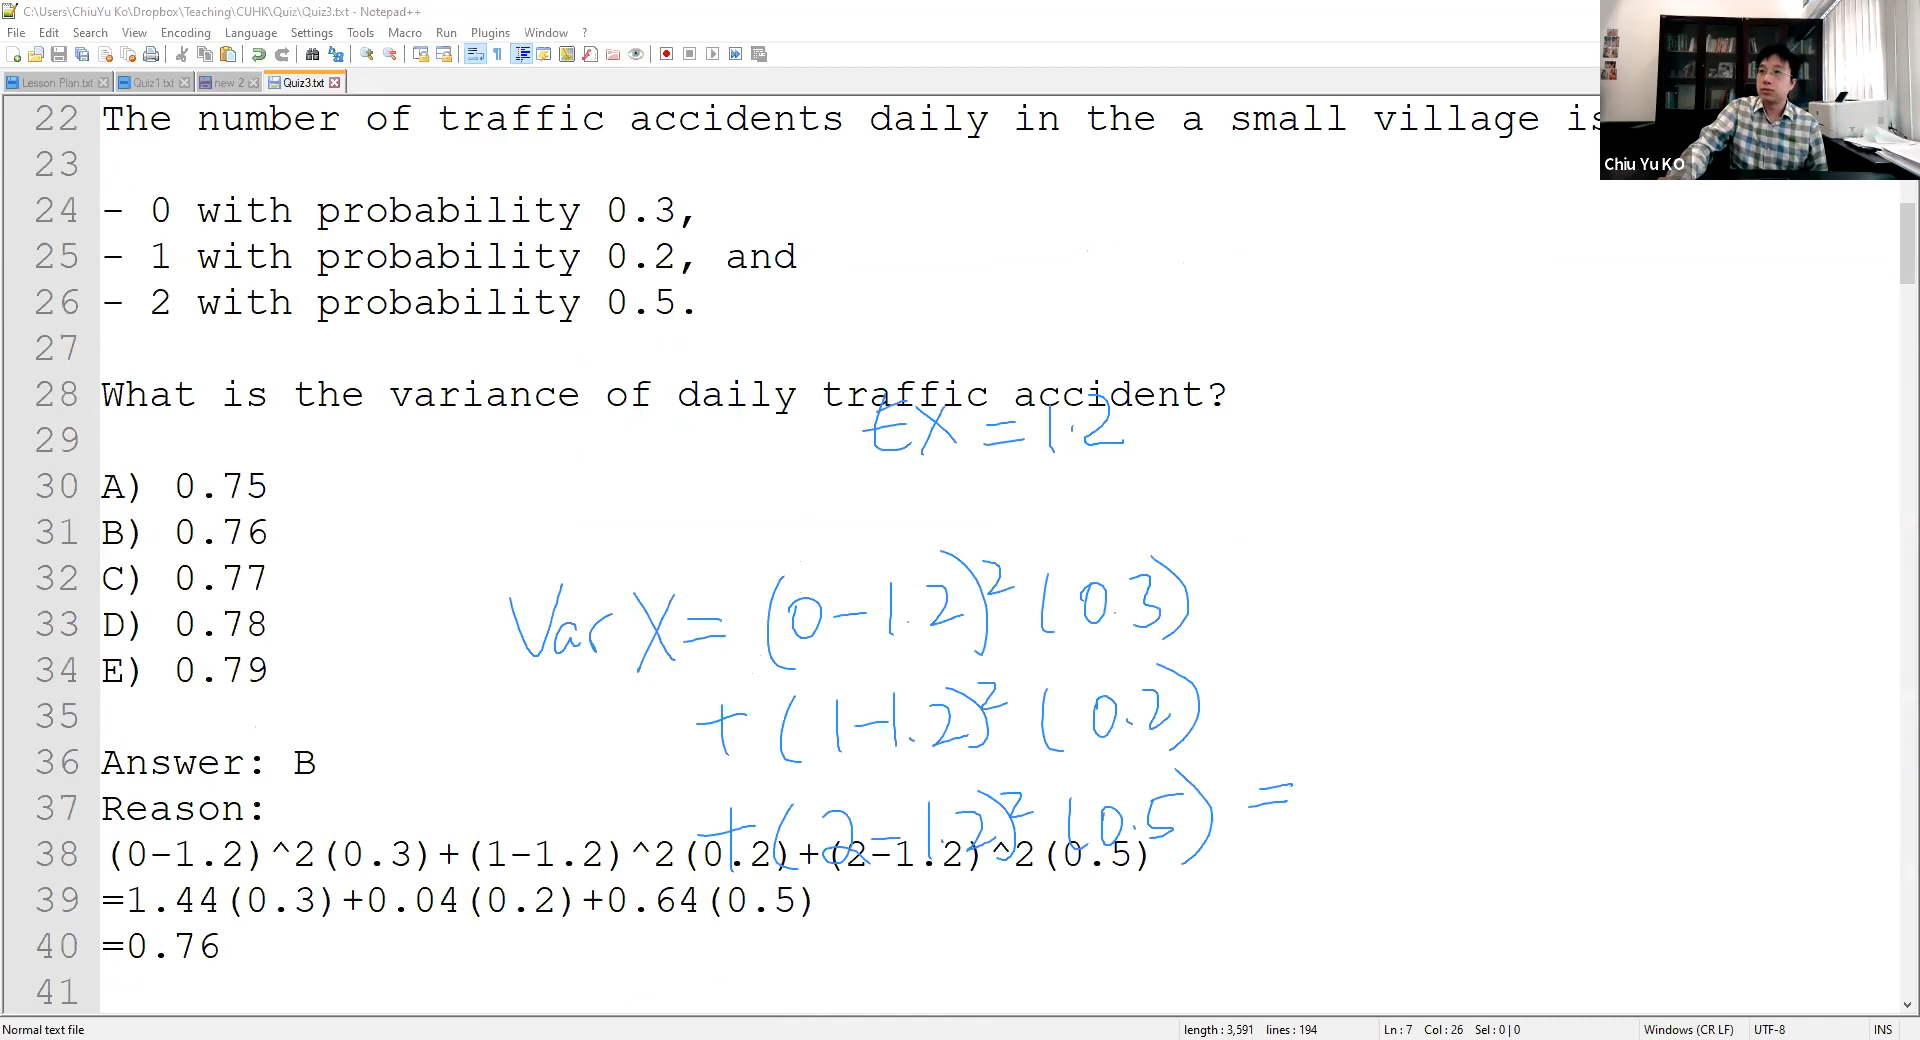 C:\Users\ChiuYu Ko\Dropbox\Teaching\CUHK\Quiz\Quiz3.txt - Notepad++
File Edit Search View Encoding Language Settings Tools Macro Run Plugins Window ?
Lesson Plan.txt Quiz1.txt new 2 Quiz3.txt
Chiu Yu KO
22 The number of traffic accidents daily in the a small village is
23
24 - 0 with probability 0.3,
25 - 1 with probability 0.2, and
26 - 2 with probability 0.5.
27
28 What is the variance of daily traffic accident?
EX = 1.2
29
30 A) 0.75
31 B) 0.76
32 C) 0.77
33 D) 0.78
34 E) 0.79
35
Var X = (0-1.2)² (0.3)
+ (1-1.2)² (0.2)
+ (2-1.2)² (0.5) =
36 Answer: B
37 Reason:
38 (0-1.2)^2(0.3)+(1-1.2)^2(0.2)+(2-1.2)^2(0.5)
39 =1.44(0.3)+0.04(0.2)+0.64(0.5)
40 =0.76
41
Normal text file length : 3,591 lines : 194 Ln : 7 Col : 26 Sel : 0 | 0 Windows (CR LF) UTF-8 INS